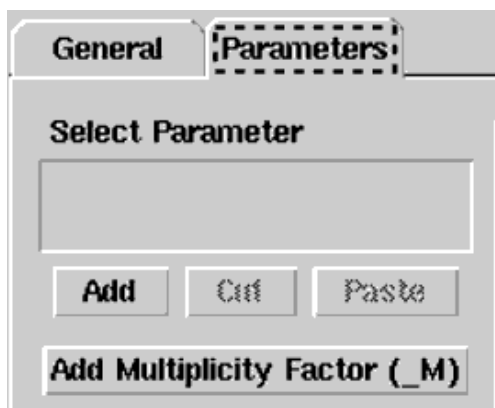 General Parameters
Select Parameter
Add Cut Paste
Add Multiplicity Factor (_M)